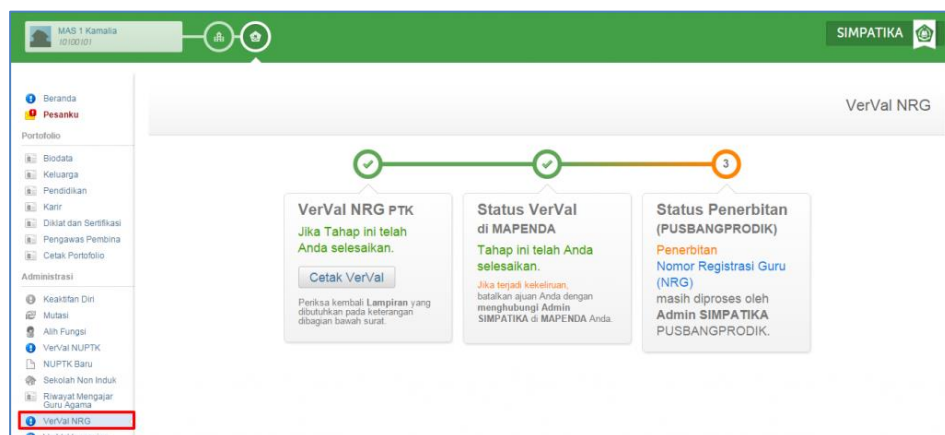 MAS 1 Kamalia
10100101
SIMPATIKA
Beranda
Pesanku
Portofolio
Biodata
Keluarga
Pendidikan
Karir
Diklat dan Sertifikasi
Pengawas Pembina
Cetak Portofolio
Administrasi
Keaktifan Diri
Mutasi
Alih Fungsi
VerVal NUPTK
NUPTK Baru
Sekolah Non Induk
Riwayat Mengajar
Guru Agama
VerVal NRG
VerVal NRG
VerVal NRG PTK
Jika Tahap ini telah
Anda selesaikan.
Cetak VerVal
Periksa kembali Lampiran yang
dibutuhkan pada keterangan
dibagian bawah surat.
Status VerVal
di MAPENDA
Tahap ini telah Anda
selesaikan.
Jika terjadi kekeliruan,
batalkan ajuan Anda dengan
menghubungi Admin
SIMPATIKA di MAPENDA Anda.
3
Status Penerbitan
(PUSBANGPRODIK)
Penerbitan
Nomor Registrasi Guru
(NRG)
masih diproses oleh
Admin SIMPATIKA
PUSBANGPRODIK.